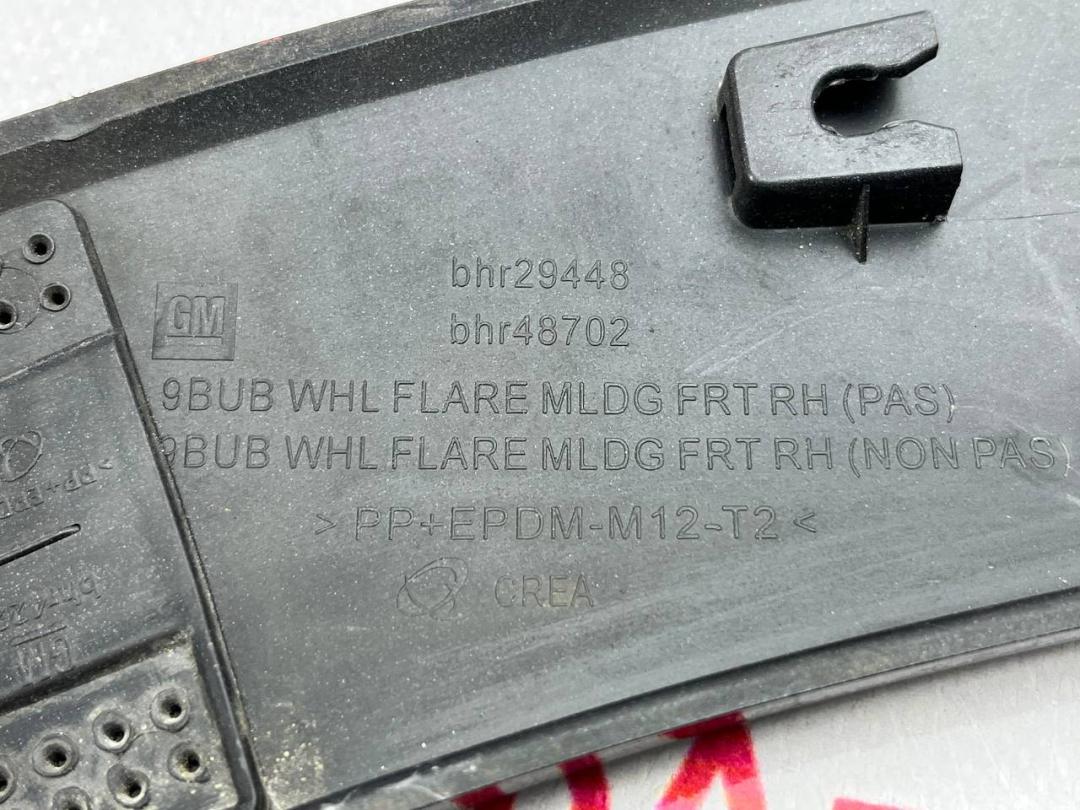 bhr29448
GM
bhr48702
9BUB WHL FLARE MLDG FRT RH (PAS)
9BUB WHL FLARE MLDG FRT RH (NON PAS)
> PP+EPDM-M12-T2 <
CREA
GM